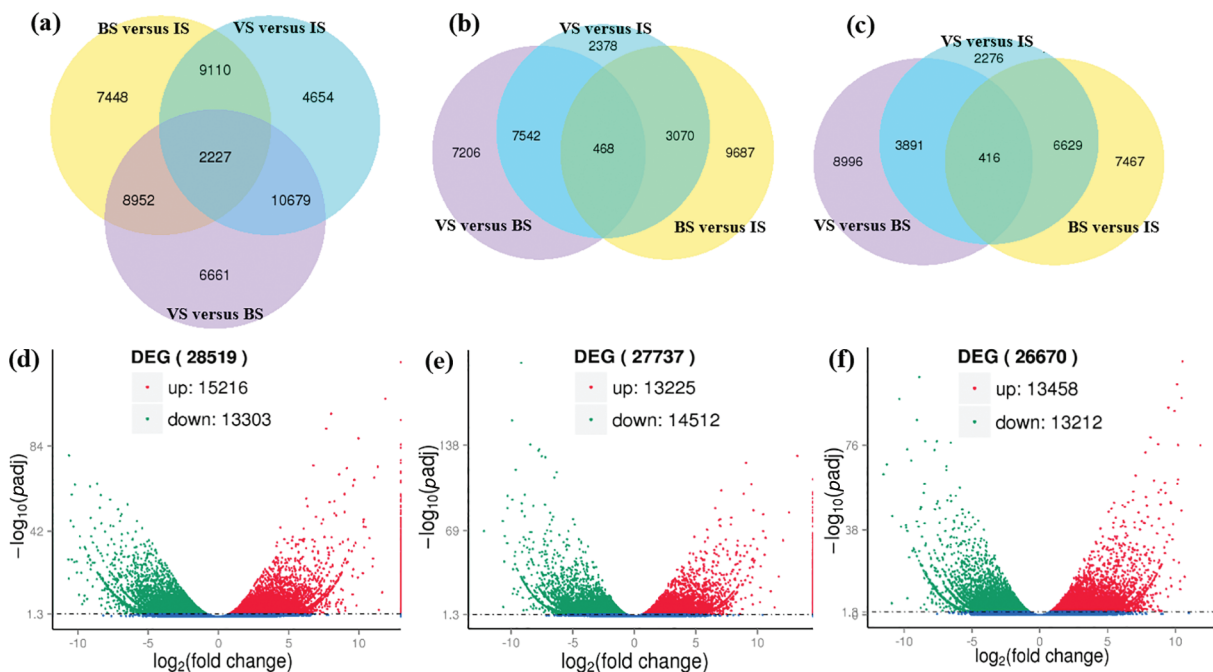 (a)
BS versus IS
VS versus IS
9110
7448
4654
2227
8952
10679
6661
VS versus BS
(b)
VS versus IS
2378
7542
3070
468
7206
9687
VS versus BS
BS versus IS
(c)
VS versus IS
2276
3891
6629
416
8996
7467
VS versus BS
BS versus IS
(d)
DEG ( 28519 )
up: 15216
down: 13303
−log10(padj)
84
42
1.3
-10
-5
0
5
10
log2(fold change)
(e)
DEG ( 27737 )
up: 13225
down: 14512
−log10(padj)
138
69
1.3
-10
-5
0
5
10
log2(fold change)
(f)
DEG ( 26670 )
up: 13458
down: 13212
−log10(padj)
76
38
-10
-5
0
5
10
log2(fold change)